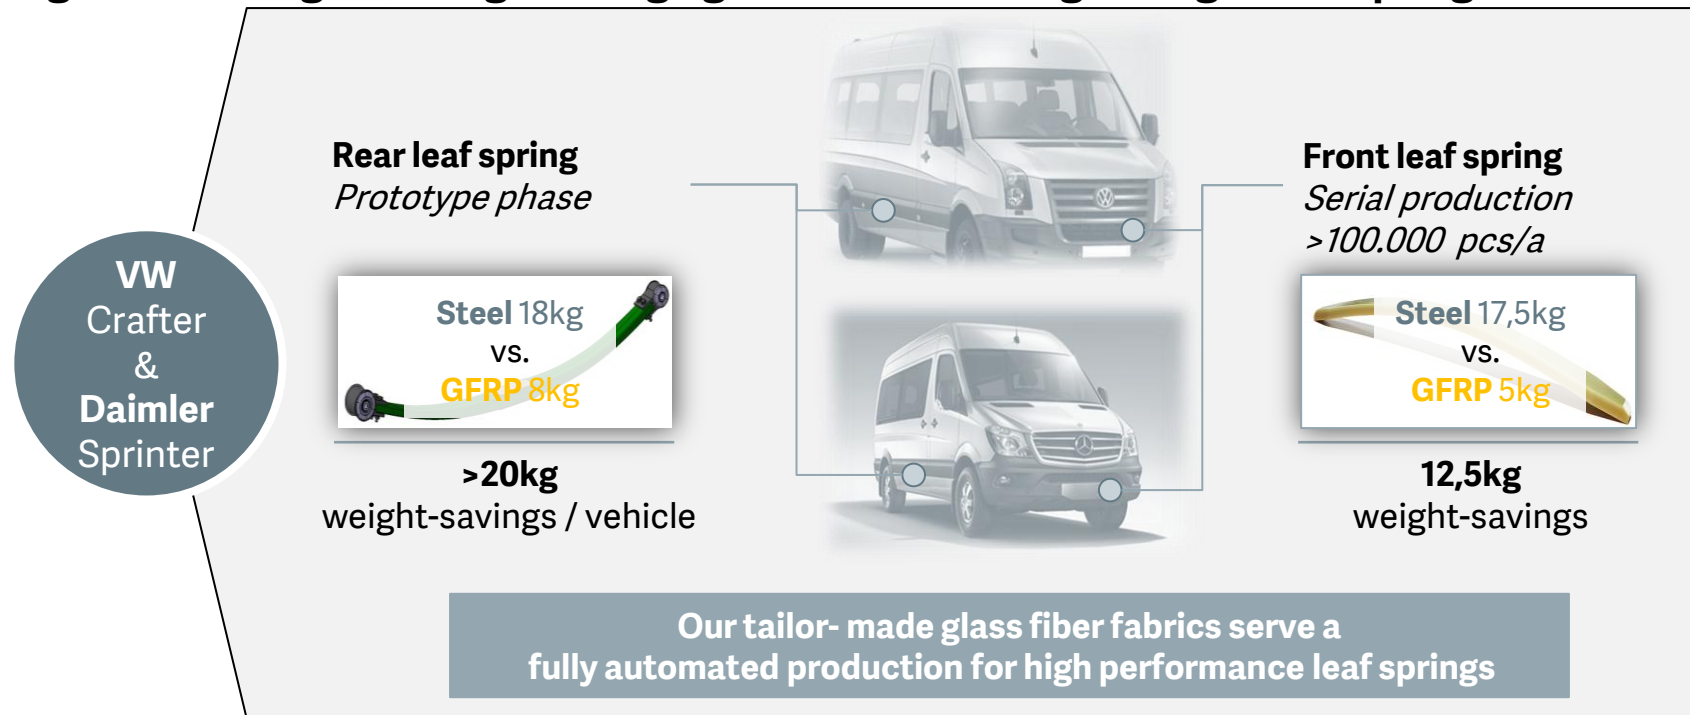 VW
Crafter
&
Daimler
Sprinter
Rear leaf spring
Prototype phase
Steel 18kg
vs.
GFRP 8kg
>20kg
weight-savings / vehicle
Front leaf spring
Serial production
>100.000 pcs/a
Steel 17,5kg
vs.
GFRP 5kg
12,5kg
weight-savings
Our tailor- made glass fiber fabrics serve a
fully automated production for high performance leaf springs